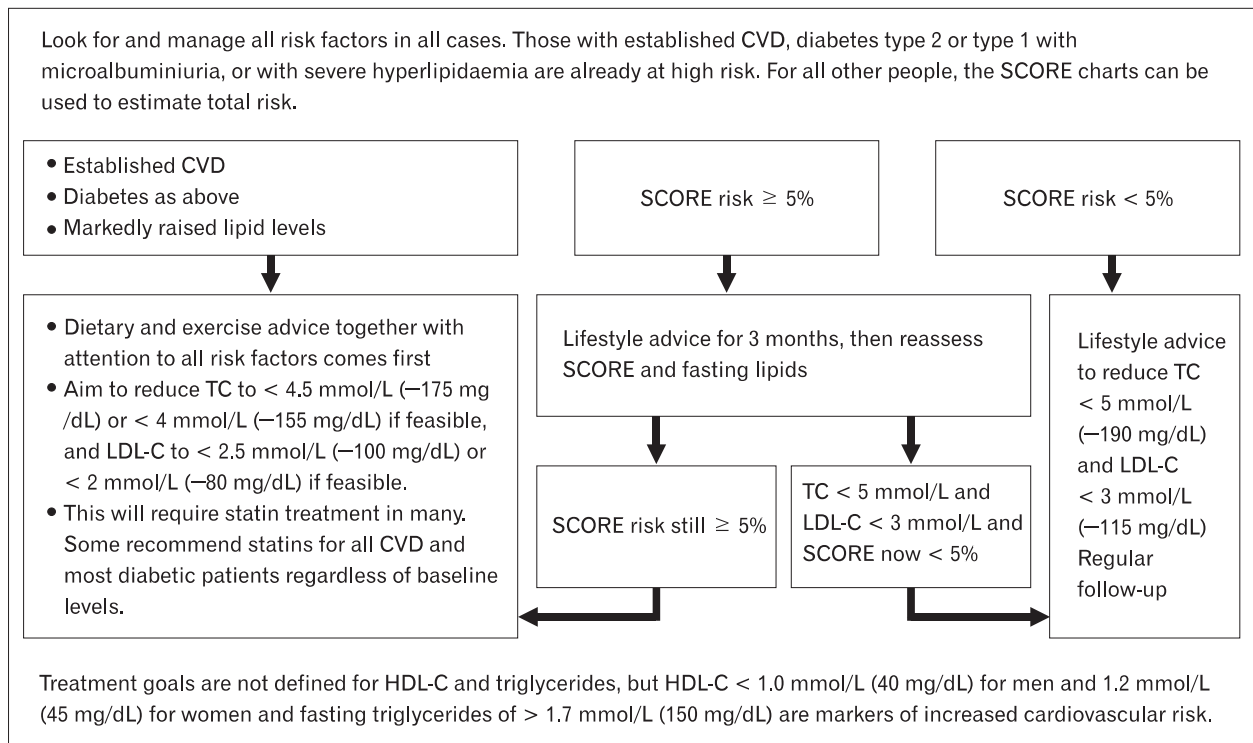 Look for and manage all risk factors in all cases. Those with established CVD, diabetes type 2 or type 1 with
microalbuminiuria, or with severe hyperlipidaemia are already at high risk. For all other people, the SCORE charts can be
used to estimate total risk.
• Established CVD
• Diabetes as above
• Markedly raised lipid levels
SCORE risk ≥ 5%
SCORE risk < 5%
• Dietary and exercise advice together with
attention to all risk factors comes first
• Aim to reduce TC to < 4.5 mmol/L (—175 mg
/dL) or < 4 mmol/L (—155 mg/dL) if feasible,
and LDL-C to < 2.5 mmol/L (—100 mg/dL) or
< 2 mmol/L (—80 mg/dL) if feasible.
• This will require statin treatment in many.
Some recommend statins for all CVD and
most diabetic patients regardless of baseline
levels.
Lifestyle advice for 3 months, then reassess
SCORE and fasting lipids
SCORE risk still ≥ 5%
TC < 5 mmol/L and
LDL-C < 3 mmol/L and
SCORE now < 5%
Lifestyle advice
to reduce TC
< 5 mmol/L
(—190 mg/dL)
and LDL-C
< 3 mmol/L
(—115 mg/dL)
Regular
follow-up
Treatment goals are not defined for HDL-C and triglycerides, but HDL-C < 1.0 mmol/L (40 mg/dL) for men and 1.2 mmol/L
(45 mg/dL) for women and fasting triglycerides of > 1.7 mmol/L (150 mg/dL) are markers of increased cardiovascular risk.